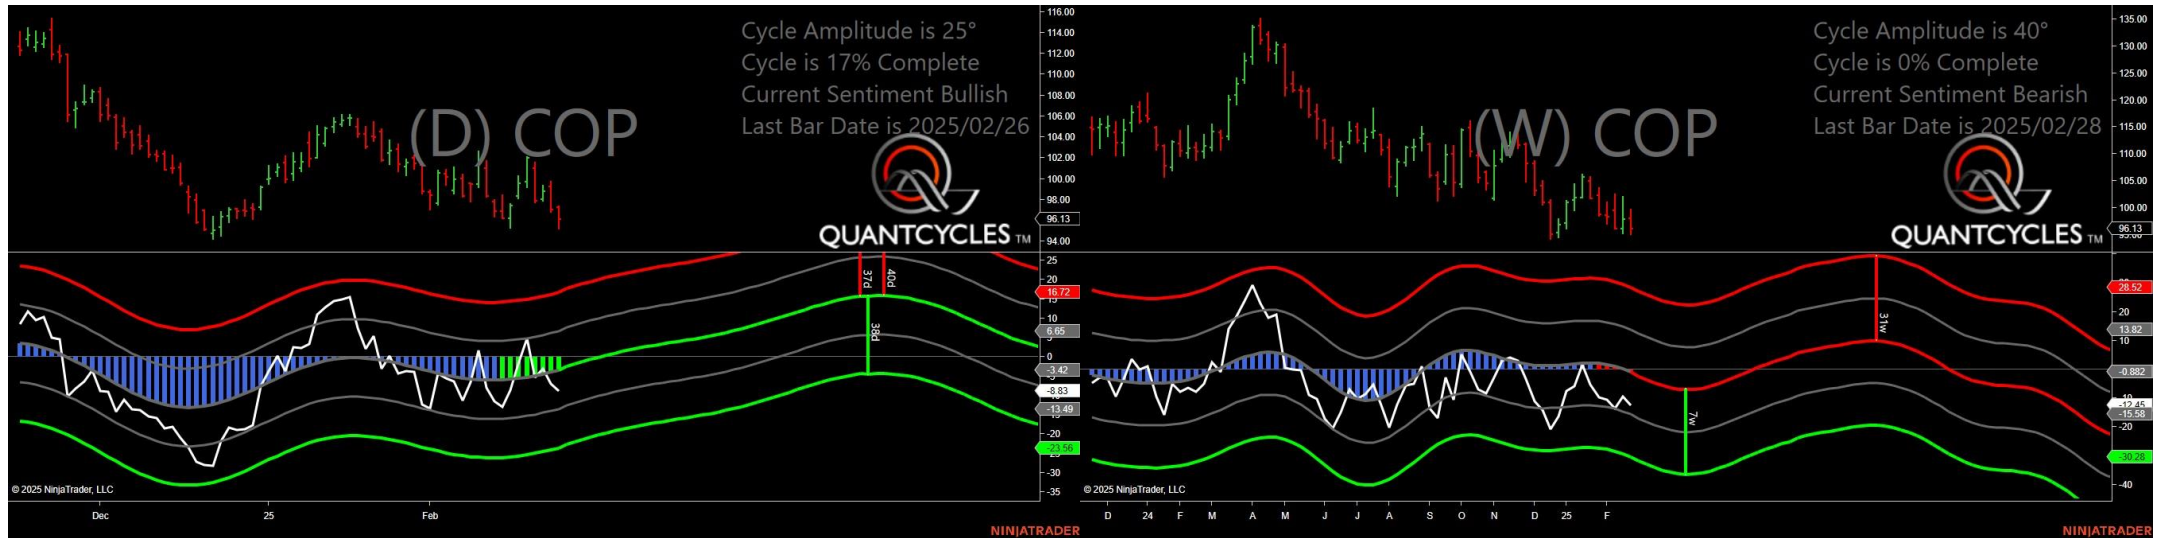 Cycle Amplitude is 25°
Cycle is 17% Complete
Current Sentiment Bullish
Last Bar Date is 2025/02/26
(D) COP
QUANTCYCLES TM
116.00
114.00
112.00
110.00
108.00
106.00
104.00
102.00
100.00
98.00
96.13
94.00
37d
40d
38d
25
20
16.72
15
10
6.65
0
-3.42
-8.83
-13.49
-20
-23.56
-30
-35
© 2025 NinjaTrader, LLC
Dec
25
Feb
NINJATRADER
Cycle Amplitude is 40°
Cycle is 0% Complete
Current Sentiment Bearish
Last Bar Date is 2025/02/28
(W) COP
QUANTCYCLES TM
135.00
130.00
125.00
120.00
115.00
110.00
105.00
100.00
96.13
31w
7w
28.52
20
13.82
10
-0.882
-12.45
-15.58
-20
-30.28
-40
© 2025 NinjaTrader, LLC
D 24 F M A M J J A S O N D 25 F
NINJATRADER